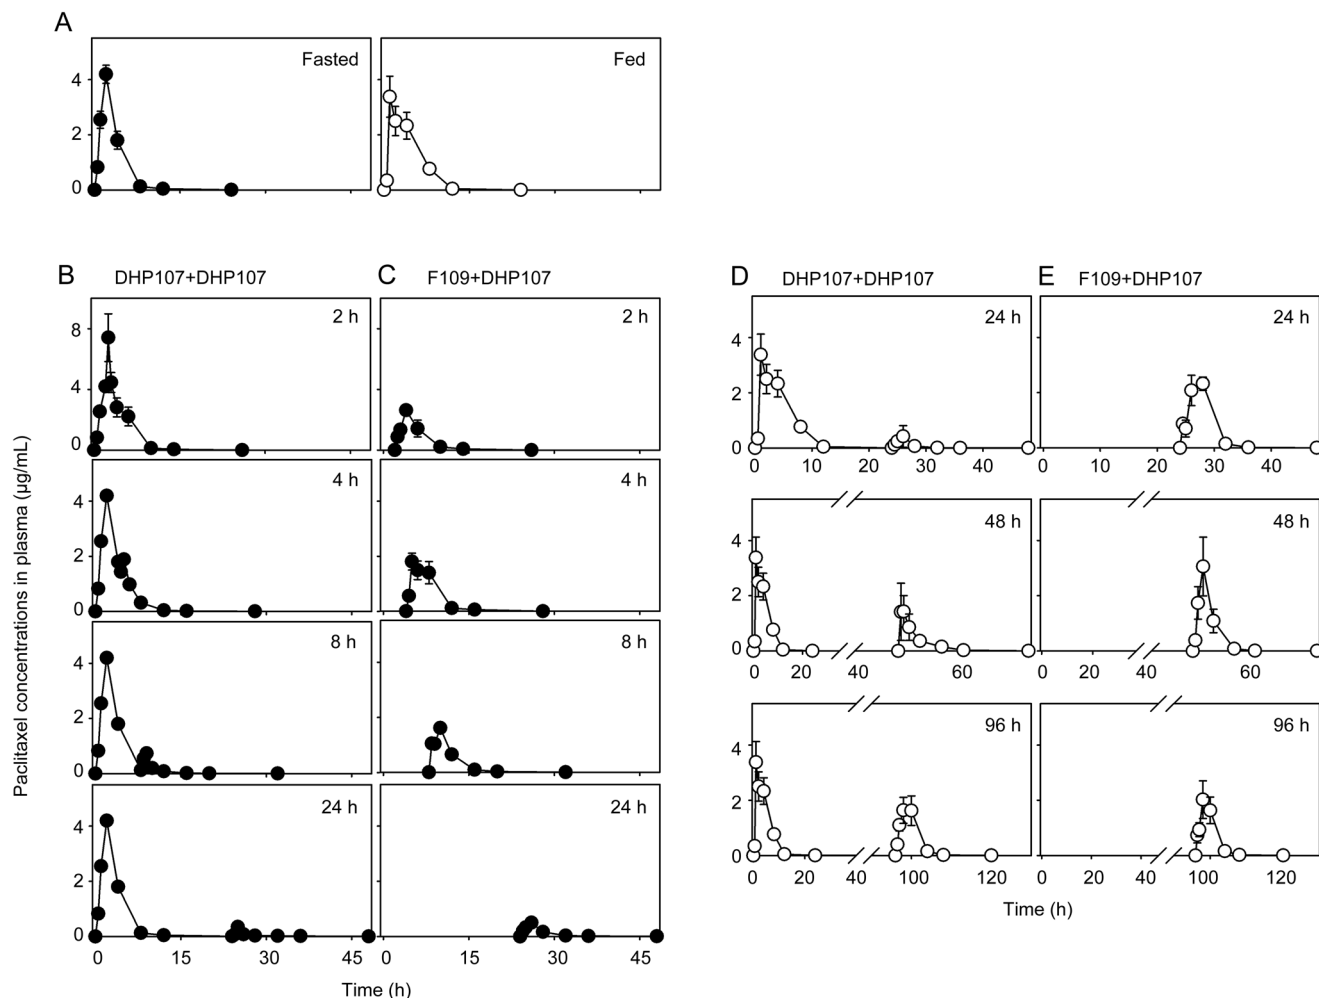 A
Fasted
Fed
4
2
0
B DHP107+DHP107
C F109+DHP107
D DHP107+DHP107
E F109+DHP107
Paclitaxel concentrations in plasma (µg/mL)
2 h
2 h
8
4
0
4 h
4 h
4
2
0
8 h
8 h
4
2
0
24 h
24 h
4
2
0
0 15 30 45
0 15 30 45
Time (h)
24 h
24 h
4
2
0
0 10 20 30 40
0 10 20 30 40
48 h
48 h
4
2
0
0 20 40 60
0 20 40 60
96 h
96 h
4
2
0
0 20 40 100 120
0 20 40 100 120
Time (h)